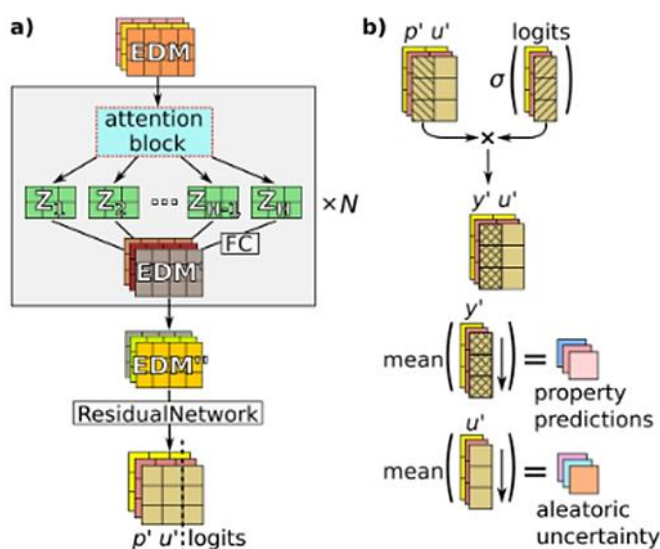 a)
EDM
attention
block
Z1 Z2 ... ZH-1 ZH
×N
FC
EDM'
EDM''
ResidualNetwork
p' u' logits
b)
p' u' logits
σ
×
y' u'
y'
mean =
property
predictions
u'
mean =
aleatoric
uncertainty